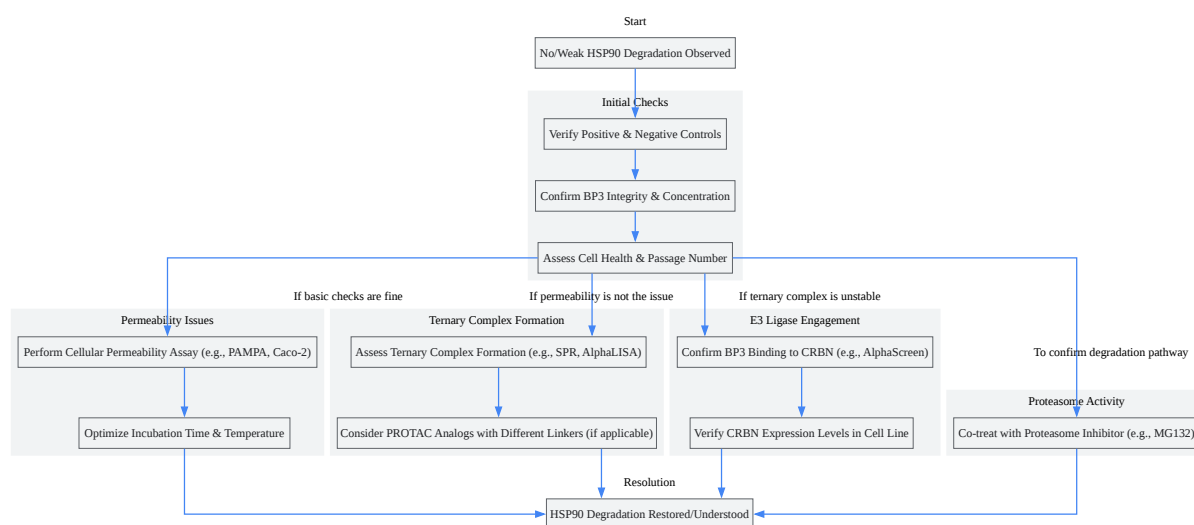 Start
No/Weak HSP90 Degradation Observed
Initial Checks
Verify Positive & Negative Controls
Confirm BP3 Integrity & Concentration
Assess Cell Health & Passage Number
If basic checks are fine
If permeability is not the issue
If ternary complex is unstable
Permeability Issues
Ternary Complex Formation
E3 Ligase Engagement
Perform Cellular Permeability Assay (e.g., PAMPA, Caco-2)
Assess Ternary Complex Formation (e.g., SPR, AlphaLISA)
Confirm BP3 Binding to CRBN (e.g., AlphaScreen)
To confirm degradation pathway
Proteasome Activity
Optimize Incubation Time & Temperature
Consider PROTAC Analogs with Different Linkers (if applicable)
Verify CRBN Expression Levels in Cell Line
Co-treat with Proteasome Inhibitor (e.g., MG132)
Resolution
HSP90 Degradation Restored/Understood